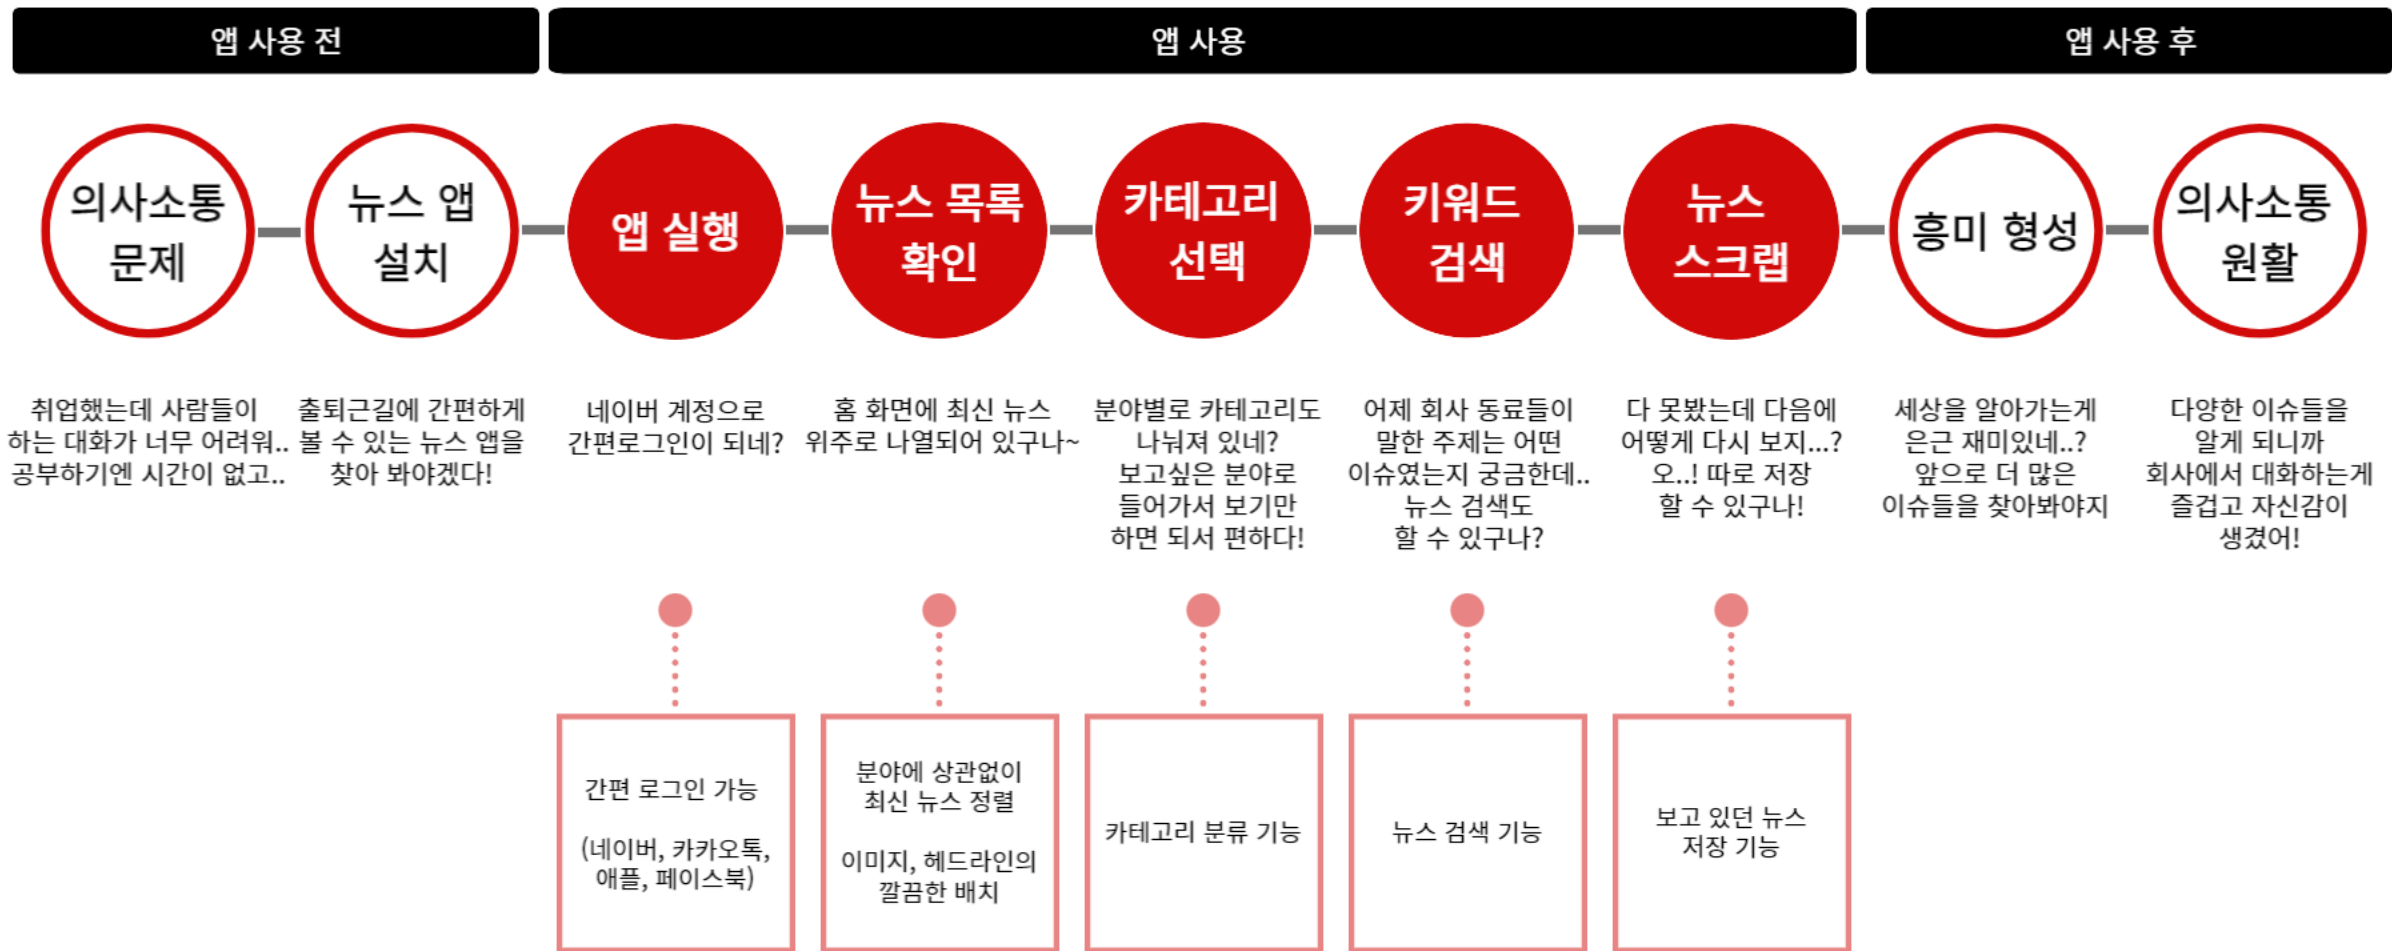 앱 사용 전
앱 사용
앱 사용 후
의사소통
문제
뉴스 앱
설치
앱 실행
뉴스 목록
확인
카테고리
선택
키워드
검색
뉴스
스크랩
흥미 형성
의사소통
원활
취업했는데 사람들이
하는 대화가 너무 어려워..
공부하기엔 시간이 없고..
출퇴근길에 간편하게
볼 수 있는 뉴스 앱을
찾아 봐야겠다!
네이버 계정으로
간편로그인이 되네?
홈 화면에 최신 뉴스
위주로 나열되어 있구나~
분야별로 카테고리도
나눠져 있네?
보고싶은 분야로
들어가서 보기만
하면 되서 편하다!
어제 회사 동료들이
말한 주제는 어떤
이슈였는지 궁금한데..
뉴스 검색도
할 수 있구나?
다 못봤는데 다음에
어떻게 다시 보지...?
오..! 따로 저장
할 수 있구나!
세상을 알아가는게
은근 재미있네..?
앞으로 더 많은
이슈들을 찾아봐야지
다양한 이슈들을
알게 되니까
회사에서 대화하는게
즐겁고 자신감이
생겼어!
간편 로그인 가능
(네이버, 카카오톡,
애플, 페이스북)
분야에 상관없이
최신 뉴스 정렬
이미지, 헤드라인의
깔끔한 배치
카테고리 분류 기능
뉴스 검색 기능
보고 있던 뉴스
저장 기능